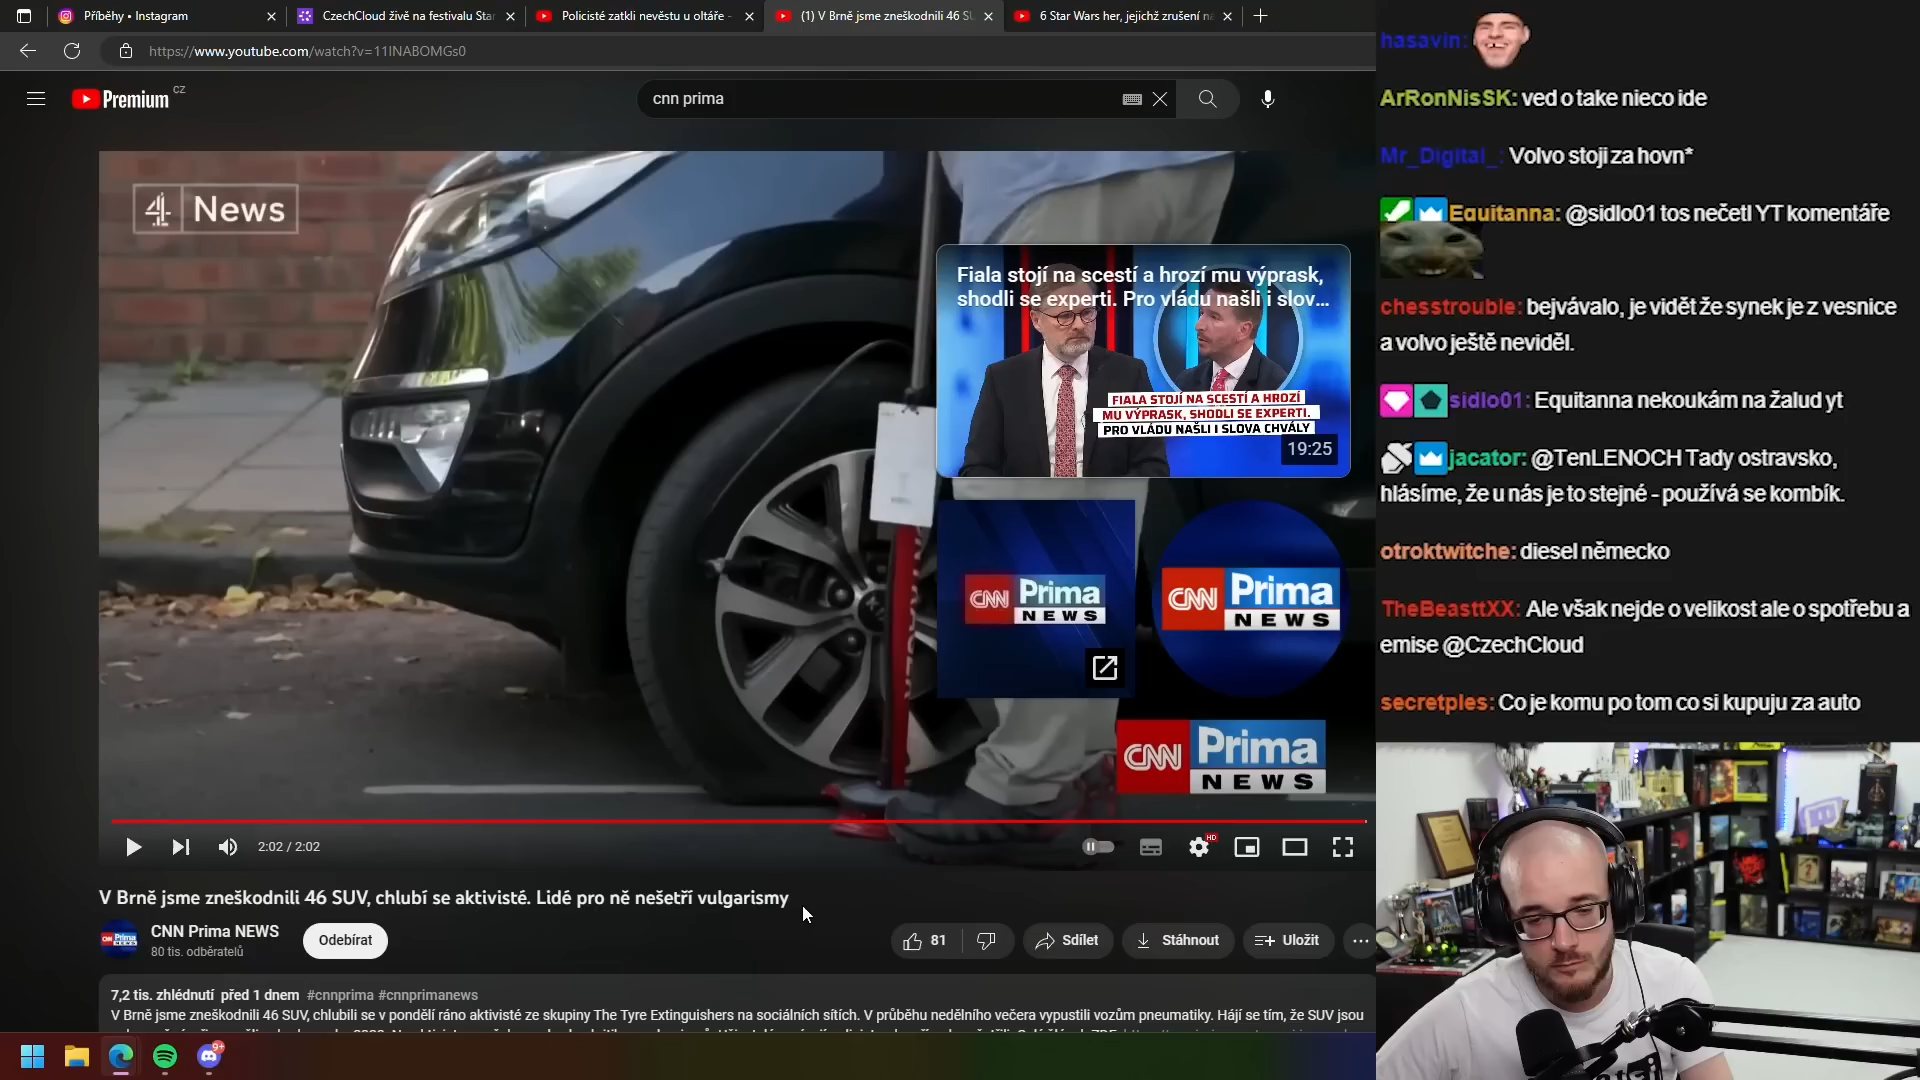 Příběhy • Instagram
CzechCloud živě na festivalu Star
Policisté zatkli nevěstu u oltáře -
(1) V Brně jsme zneškodnili 46 SU
6 Star Wars her, jejichž zrušení n
https://www.youtube.com/watch?v=11INABOMGs0
Premium CZ
cnn prima
4 News
Fiala stojí na scestí a hrozí mu výprask,
shodli se experti. Pro vládu našli i slov...
FIALA STOJÍ NA SCESTÍ A HROZÍ
MU VÝPRASK, SHODLI SE EXPERTI.
PRO VLÁDU NAŠLI I SLOVA CHVÁLY
19:25
CNN Prima NEWS
CNN Prima NEWS
CNN Prima NEWS
2:02 / 2:02
HD
V Brně jsme zneškodnili 46 SUV, chlubí se aktivisté. Lidé pro ně nešetří vulgarismy
CNN Prima NEWS
80 tis. odběratelů
Odebírat
81
Sdílet
Stáhnout
Uložit
7,2 tis. zhlédnutí před 1 dnem #cnnprima #cnnprimanews
V Brně jsme zneškodnili 46 SUV, chlubili se v pondělí ráno aktivisté ze skupiny The Tyre Extinguishers na sociálních sítích. V průběhu nedělního večera vypustili vozům pneumatiky. Hájí se tím, že SUV jsou
9+
hasavin:
ArRonNisSK: ved o take nieco ide
Mr_Digital_: Volvo stoji za hovn*
Equitanna: @sidlo01 tos nečetl YT komentáře
chesstrouble: bejvávalo, je vidět že synek je z vesnice
a volvo ještě neviděl.
sidlo01: Equitanna nekoukám na žalud yt
jacator: @TenLENOCH Tady ostravsko,
hlásíme, že u nás je to stejné - používá se kombík.
otroktwitche: diesel německo
TheBeasttXX: Ale však nejde o velikost ale o spotřebu a
emise @CzechCloud
secretples: Co je komu po tom co si kupuju za auto